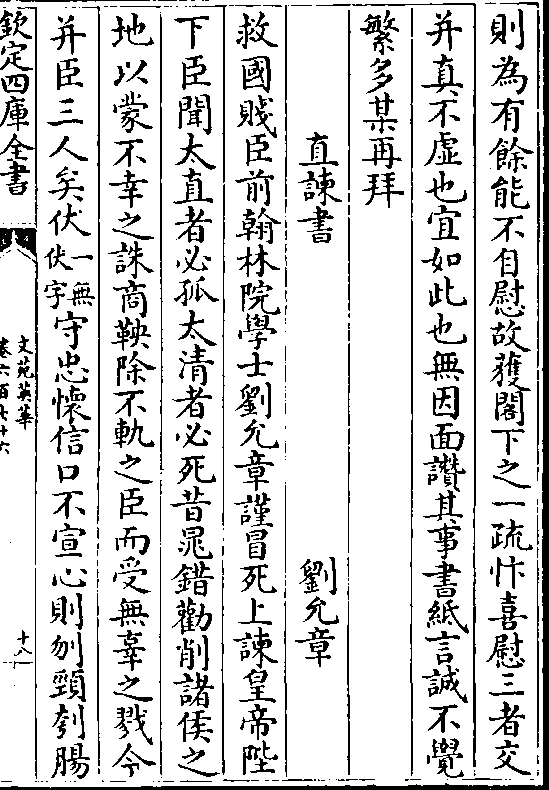 則為有餘能不自慰故獲閣下之一疏忭喜慰三者交
并真不虛也宜如此也無因面讚其事書紙言誠不覺
繁多某再拜
直諫書 劉允章
救國賤臣前翰林院學士劉允章謹冒死上諫皇帝陛
下臣聞太直者必孤太清者必死昔晁錯勸削諸侯之
地以蒙不幸之誅商鞅除不軌之臣而受無辜之戮今
并臣三人矣伏一無伏字守忠懷信口不宣心則刎頸刳腸
欽定四庫全書
文苑英華
卷六百七十六
十八